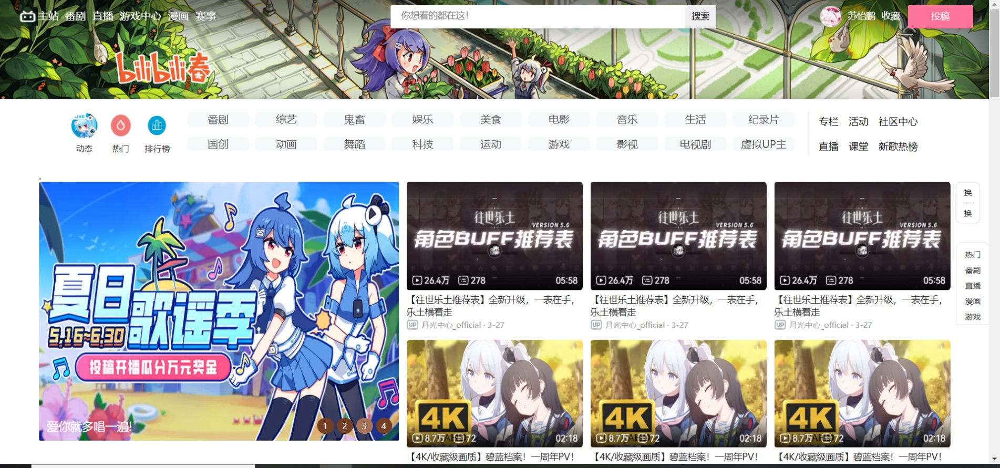 主站 番剧 直播 游戏中心 漫画 赛事
你想看的都在这!
搜索
苏怡鹏 收藏
投稿
bilibili春
番剧 综艺 鬼畜 娱乐 美食 电影 音乐 生活 纪录片
专栏 活动 社区中心
国创 动画 舞蹈 科技 运动 游戏 影视 电视剧 虚拟UP主
直播 课堂 新歌热榜
LIVE
动态 热门 排行榜
.
夏日
歌谣季
5.16~6.30
投稿开播瓜分万元奖金
爱你就多唱一遍!
1 2 3 4
往世乐土
VERSION 5.6
角色BUFF推荐表
26.4万 278 05:58
【往世乐土推荐表】全新升级，一表在手，
乐土横着走
UP 月光中心_official · 3-27
往世乐土
VERSION 5.6
角色BUFF推荐表
26.4万 278 05:58
【往世乐土推荐表】全新升级，一表在手，
乐土横着走
UP 月光中心_official · 3-27
往世乐土
VERSION 5.6
角色BUFF推荐表
26.4万 278 05:58
【往世乐土推荐表】全新升级，一表在手，
乐土横着走
UP 月光中心_official · 3-27
换
一
换
热门
番剧
直播
漫画
游戏
4K
8.7万 72 02:18
【4K/收藏级画质】碧蓝档案！一周年PV！
4K
8.7万 72 02:18
【4K/收藏级画质】碧蓝档案！一周年PV！
4K
8.7万 72 02:18
【4K/收藏级画质】碧蓝档案！一周年PV！